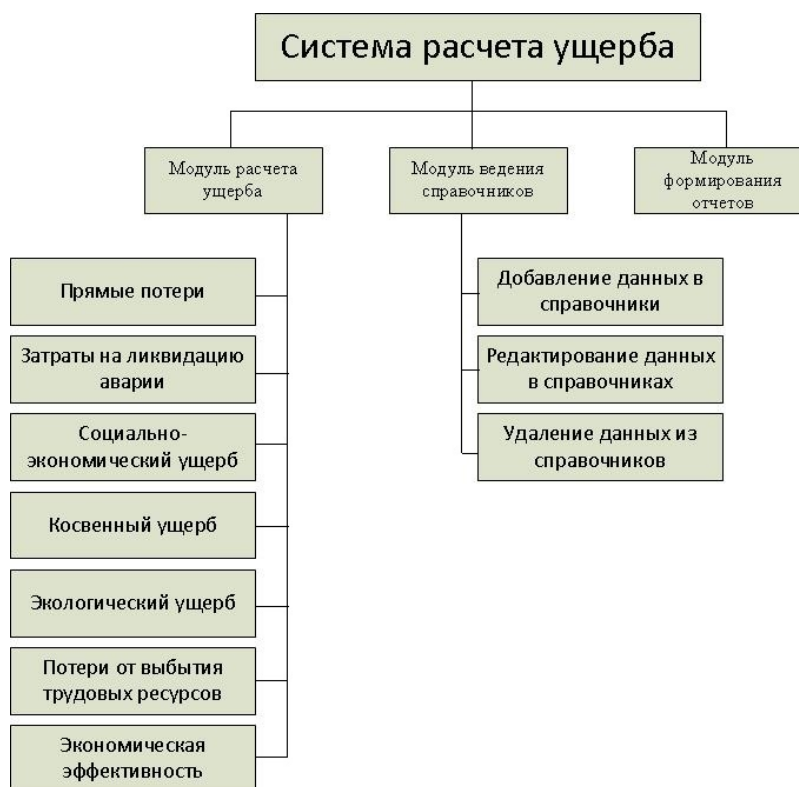 Система расчета ущерба
Модуль расчета
ущерба
Модуль ведения
справочников
Модуль
формирования
отчетов
Прямые потери
Затраты на ликвидацию
аварии
Социально-
экономический ущерб
Косвенный ущерб
Экологический ущерб
Потери от выбытия
трудовых ресурсов
Экономическая
эффективность
Добавление данных в
справочники
Редактирование данных
в справочниках
Удаление данных из
справочников